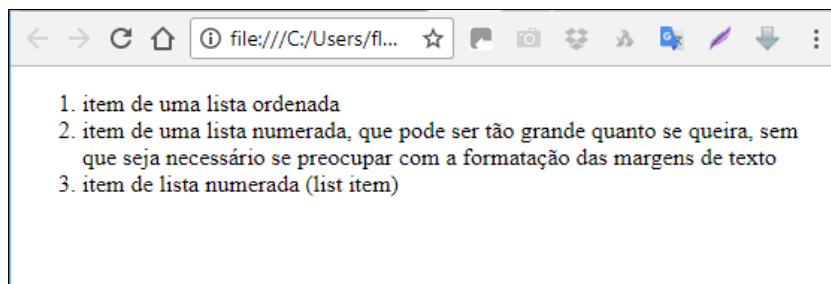 file:///C:/Users/fl...
1. item de uma lista ordenada
2. item de uma lista numerada, que pode ser tão grande quanto se queira, sem
que seja necessário se preocupar com a formatação das margens de texto
3. item de lista numerada (list item)